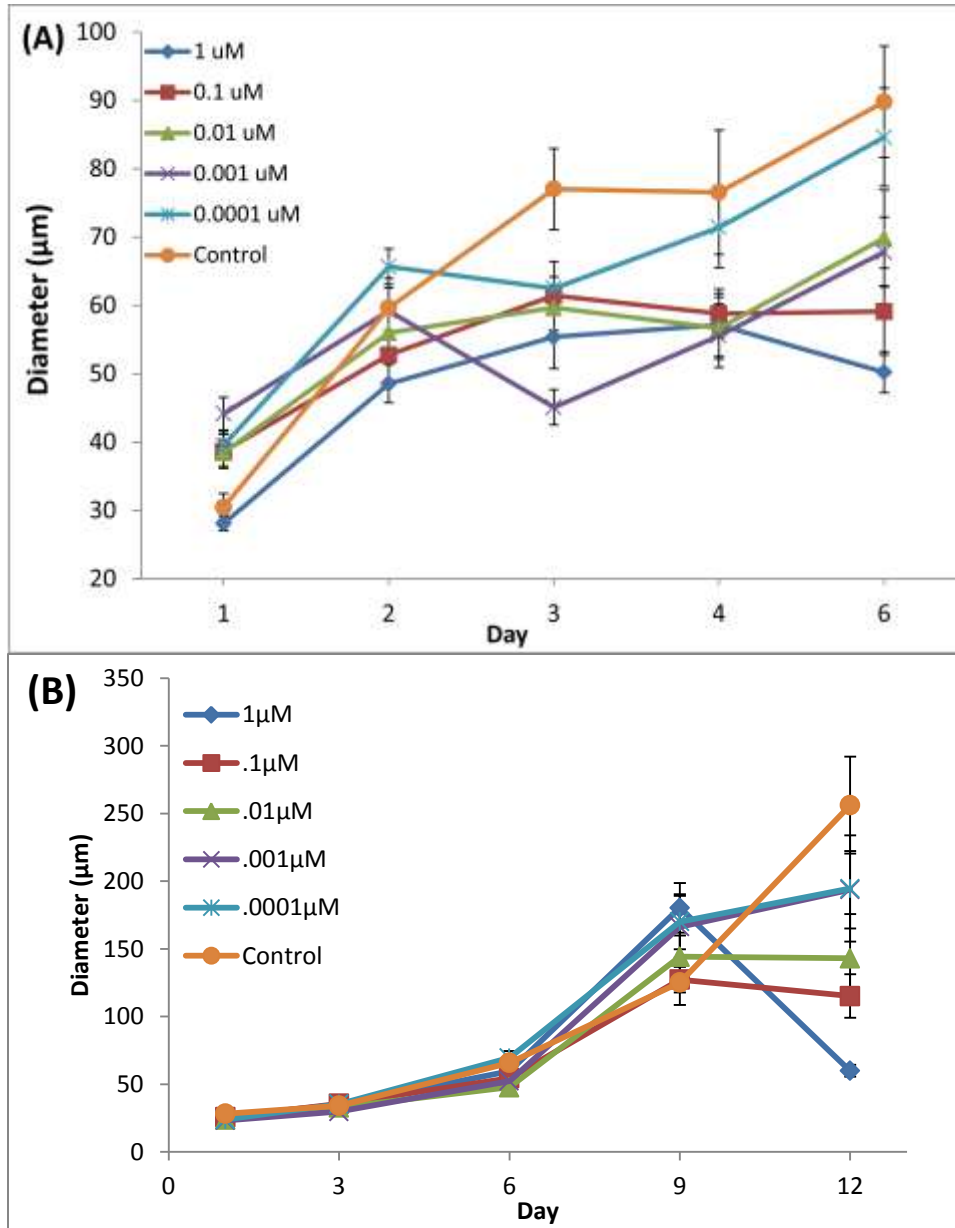 (A)
1 uM
0.1 uM
0.01 uM
0.001 uM
0.0001 uM
Control
100
90
80
70
60
50
40
30
20
Diameter (µm)
1 2 3 4 6
Day
(B)
1µM
.1µM
.01µM
.001µM
.0001µM
Control
350
300
250
200
150
100
50
0
Diameter (µm)
0 3 6 9 12
Day